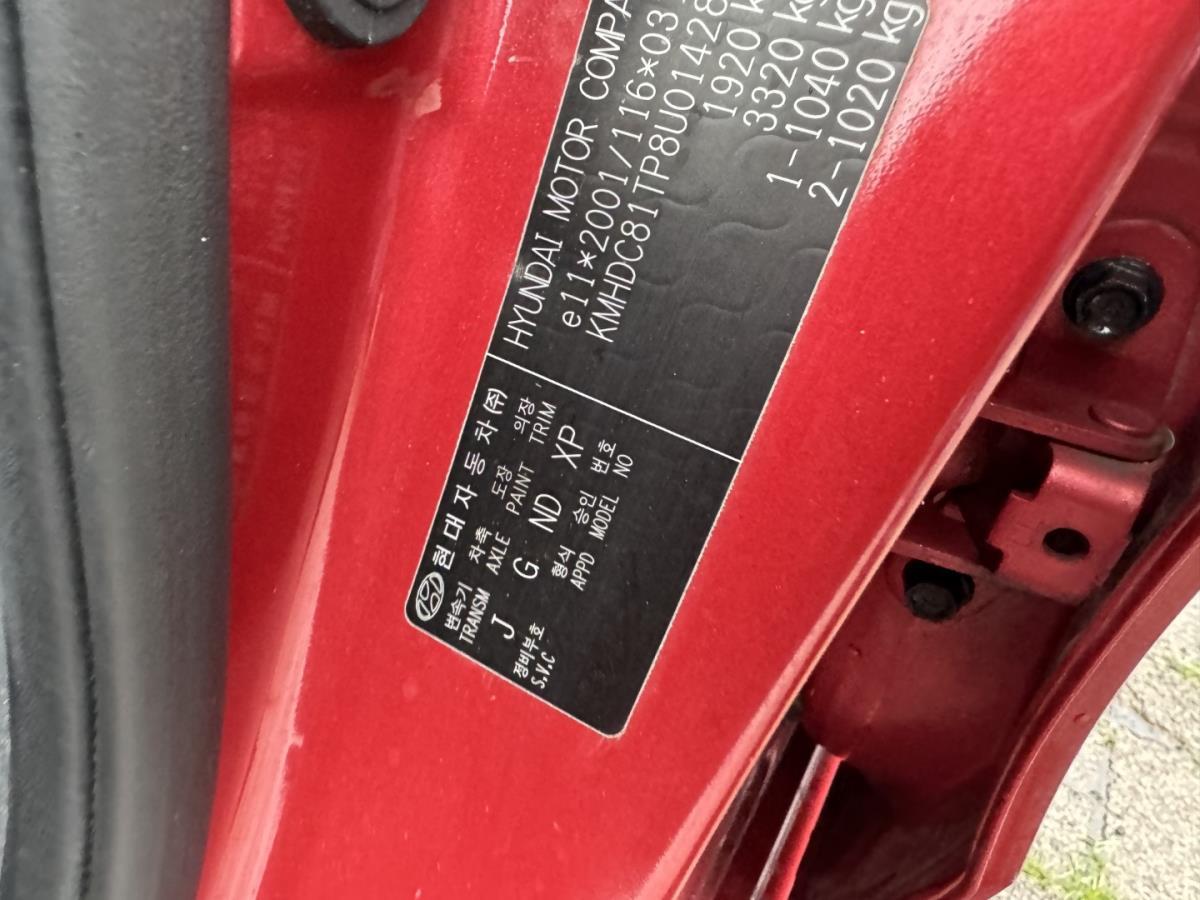 현대자동차(주)
변속기 차축 도장 의장
TRANSM AXLE PAINT TRIM
J G ND XP
정비부호 형식 승인 번호
S.V.C APPD MODEL NO
HYUNDAI MOTOR COMPA
e11*2001/116*03
KMHDC81TP8U01428
1920 k
3320 kg
1-1040 kg
2-1020 kg